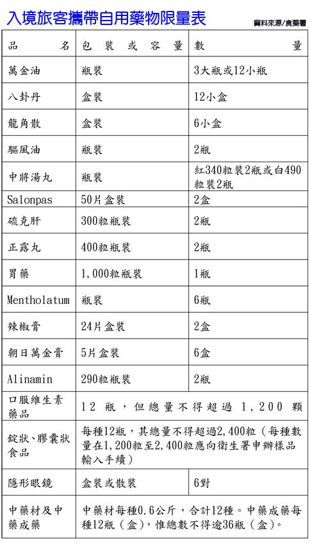 入境旅客攜帶自用藥物限量表
資料來源/食藥署
品名 包裝或容量 數量
萬金油 瓶裝 3大瓶或12小瓶
八卦丹 盒裝 12小盒
龍角散 盒裝 6小盒
驅風油 瓶裝 2瓶
中將湯丸 瓶裝 紅340粒裝2瓶或白490
粒裝2瓶
Salonpas 50片盒裝 2盒
硫克肝 300粒瓶裝 2瓶
正露丸 400粒瓶裝 2瓶
胃藥 1,000粒瓶裝 1瓶
Mentholatum 瓶裝 6瓶
辣椒膏 24片盒裝 2盒
朝日萬金膏 5片盒裝 6盒
Alinamin 290粒瓶裝 2瓶
口服維生素
藥品
12瓶,但總量不得超過1,200顆
錠狀、膠囊狀
食品
每種12瓶,其總量不得超過2,400粒(每種數
量在1,200粒至2,400粒應向衛生署申辦樣品
輸入手續)
隱形眼鏡 盒裝或散裝 6對
中藥材及中
藥成藥
中藥材每種0.6公斤,合計12種。中藥成藥每
種12瓶(盒),惟總數不得逾36瓶(盒)。